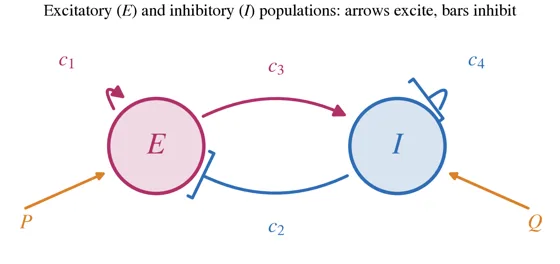 Excitatory (E) and inhibitory (I) populations: arrows excite, bars inhibit
c₁
c₃
c₄
E
I
P
c₂
Q